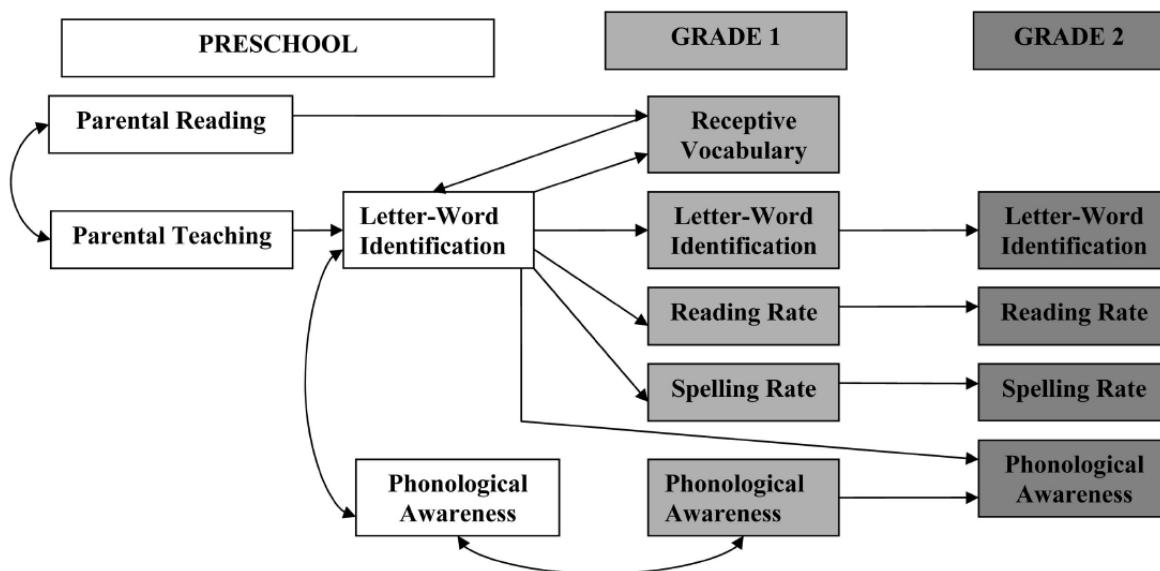 PRESCHOOL
GRADE 1
GRADE 2
Parental Reading
Receptive
Vocabulary
Parental Teaching
Letter-Word
Identification
Letter-Word
Identification
Letter-Word
Identification
Reading Rate
Reading Rate
Spelling Rate
Spelling Rate
Phonological
Awareness
Phonological
Awareness
Phonological
Awareness